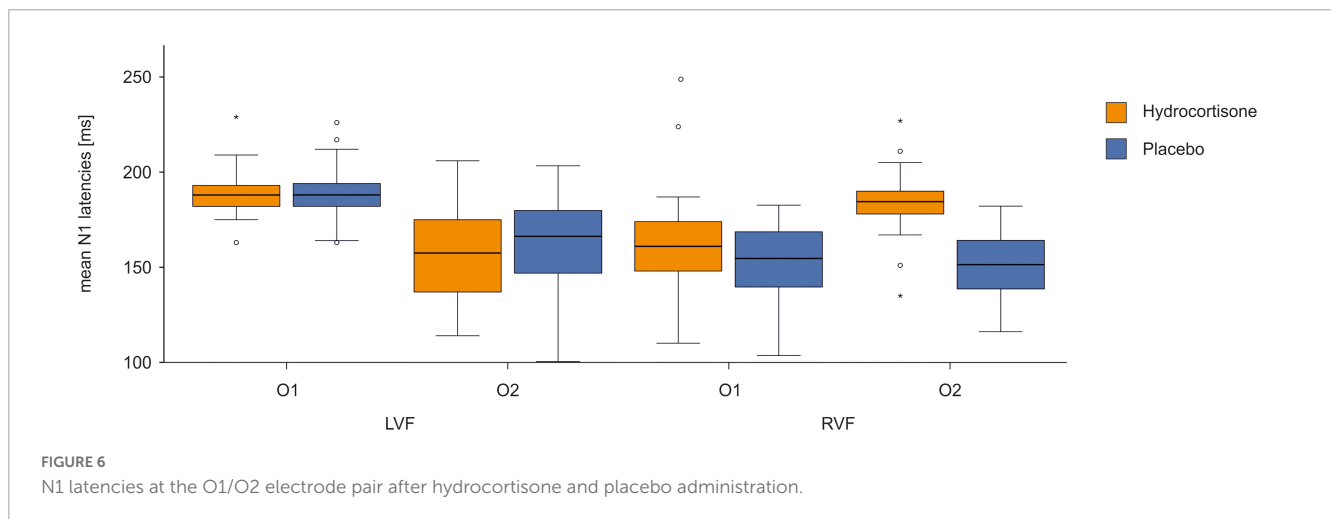 250
200
150
100
mean N1 latencies [ms]
O1
O2
O1
O2
LVF
RVF
Hydrocortisone
Placebo
FIGURE 6
N1 latencies at the O1/O2 electrode pair after hydrocortisone and placebo administration.